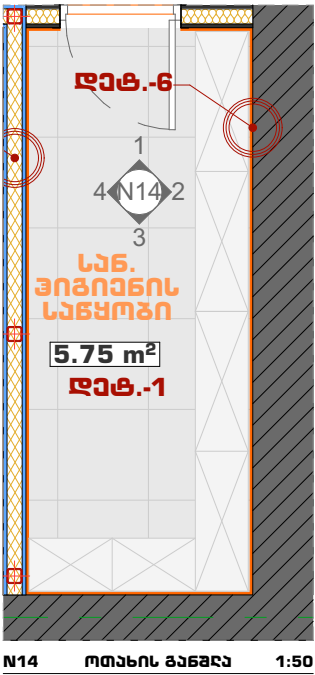 დეტ.-6
1
4 N14 2
3
სან.
ჰიგიენის
საწყობი
5.75 m²
დეტ.-1
N14 ოთახის გაშლა 1:50